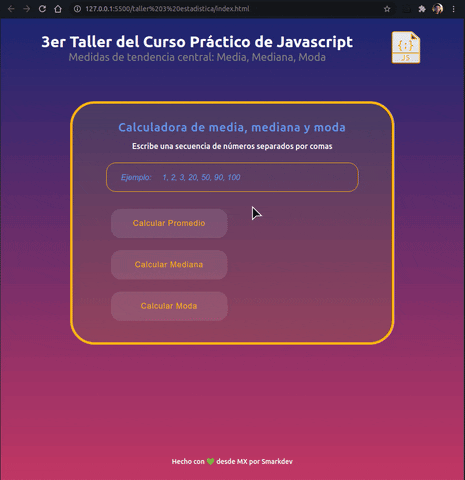 127.0.0.1:5500/taller%203%20estadistica/index.html
3er Taller del Curso Práctico de Javascript
Medidas de tendencia central: Media, Mediana, Moda
{;}
JS
Calculadora de media, mediana y moda
Escribe una secuencia de números separados por comas
Ejemplo: 1, 2, 3, 20, 50, 90, 100
Calcular Promedio
Calcular Mediana
Calcular Moda
Hecho con 💚 desde MX por Smarkdev